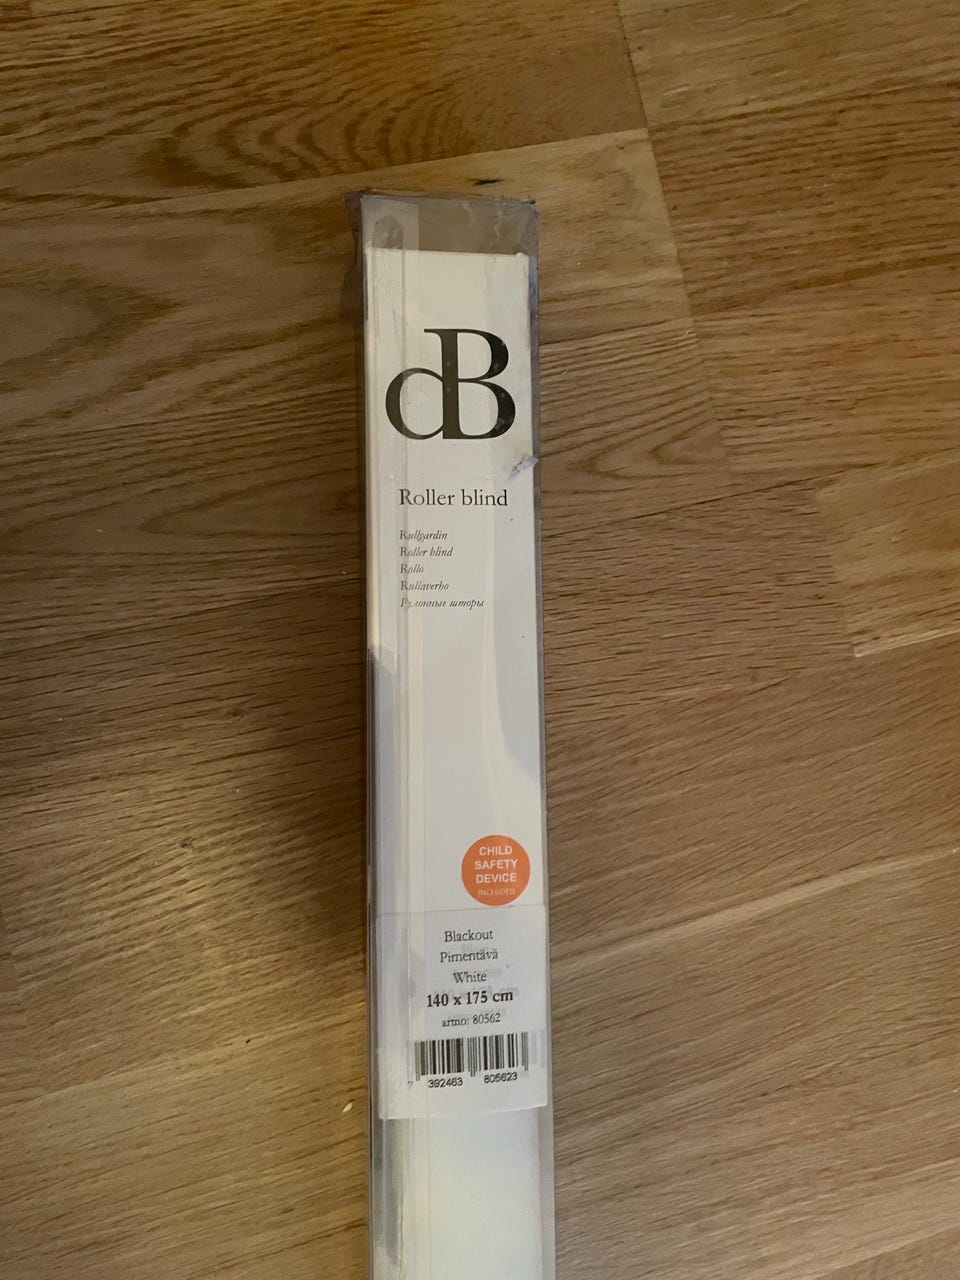 dB
Roller blind
Rullgardin
Roller blind
Rollo
Rullaverho
Рулонные шторы
CHILD
SAFETY
DEVICE
INCLUDED
Blackout
Pimentävä
White
140 x 175 cm
artno: 80562
7 392463 805623